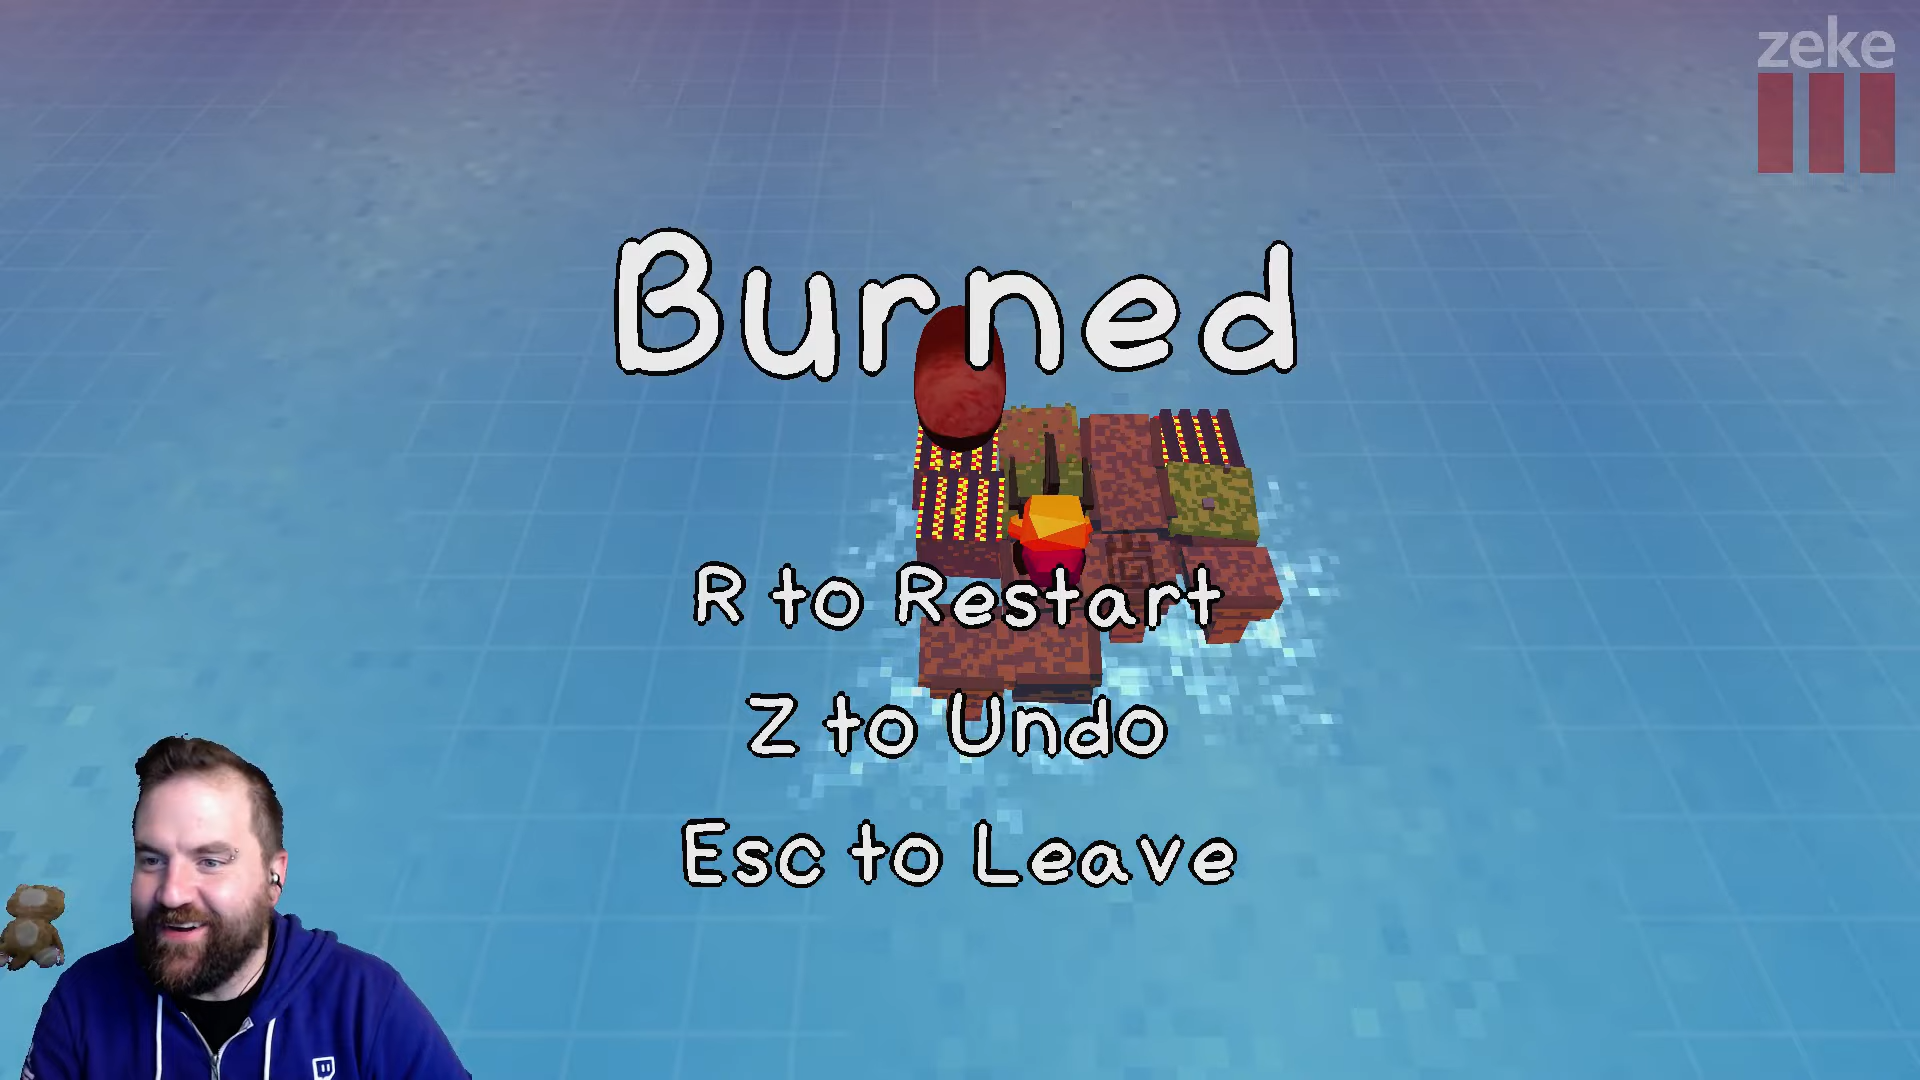 zeke
Burned
R to Restart
Z to Undo
Esc to Leave